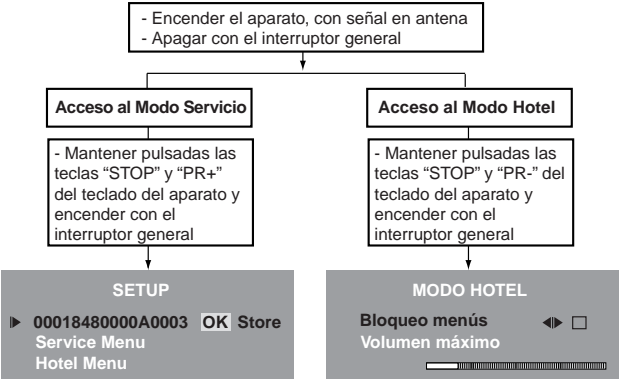 - Encender el aparato, con señal en antena
- Apagar con el interruptor general
Acceso al Modo Servicio
- Mantener pulsadas las
teclas “STOP” y “PR+”
del teclado del aparato y
encender con el
interruptor general
SETUP
00018480000A0003 OK Store
Service Menu
Hotel Menu
Acceso al Modo Hotel
- Mantener pulsadas las
teclas “STOP” y “PR-” del
teclado del aparato y
encender con el
interruptor general
MODO HOTEL
Bloqueo menús
Volumen máximo